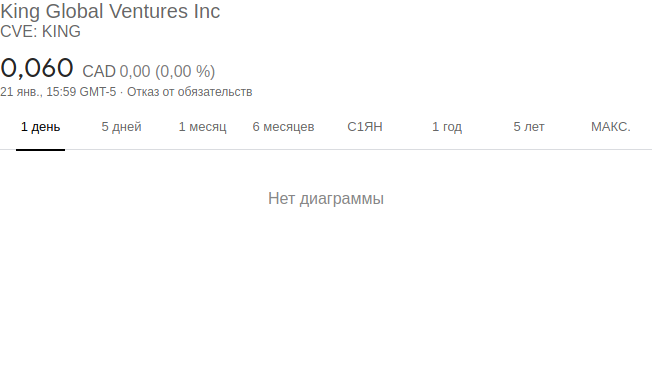 King Global Ventures Inc
CVE: KING
0,060 CAD 0,00 (0,00 %)
21 янв., 15:59 GMT-5 · Отказ от обязательств
1 день 5 дней 1 месяц 6 месяцев С1ЯН 1 год 5 лет МАКС.
Нет диаграммы